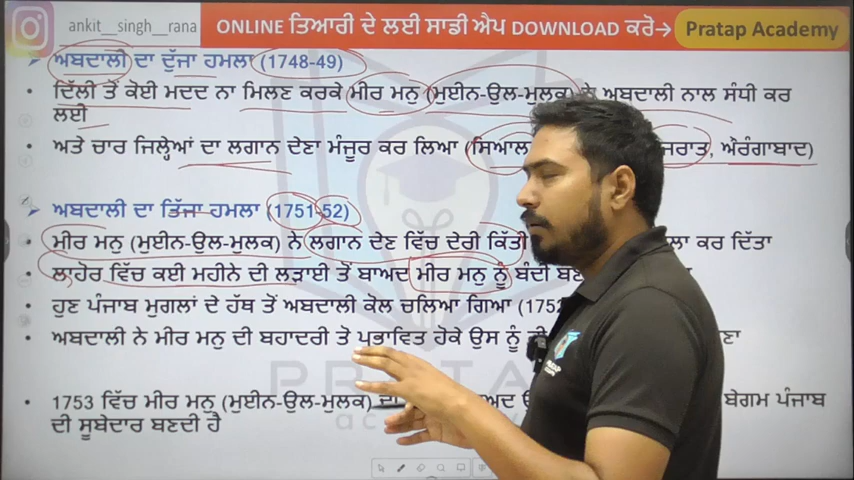 ankit__singh_rana
ONLINE ਤਿਆਰੀ ਦੇ ਲਈ ਸਾਡੀ ਐਪ DOWNLOAD ਕਰੋ→
Pratap Academy
ਅਬਦਾਲੀ ਦਾ ਦੁੱਜਾ ਹਮਲਾ (1748-49)
ਦਿੱਲੀ ਤੋਂ ਕੋਈ ਮਦਦ ਨਾ ਮਿਲਣ ਕਰਕੇ ਮੀਰ ਮਨੁ (ਮੁਈਨ-ਉਲ-ਮੁਲਕ) ਅਬਦਾਲੀ ਨਾਲ ਸੰਧੀ ਕਰ
ਲਈ
ਅਤੇ ਚਾਰ ਜਿਲ੍ਹੇਆਂ ਦਾ ਲਗਾਨ ਦੇਣਾ ਮੰਜੂਰ ਕਰ ਲਿਆ ਔਰੰਗਾਬਾਦ)
ਅਬਦਾਲੀ ਦਾ ਤਿੱਜਾ ਹਮਲਾ (1751-52)
ਮੀਰ ਮਨੁ (ਮੁਈਨ-ਉਲ-ਮੁਲਕ) ਨੇ ਲਗਾਨ ਦੇਣ ਵਿੱਚ ਦੇਰੀ ਕਿੱਤੀ ਕਰ ਦਿੱਤਾ
ਲਾਹੋਰ ਵਿੱਚ ਕਈ ਮਹੀਨੇ ਦੀ ਲੜਾਈ ਤੋਂ ਬਾਅਦ ਮੀਰ ਮਨੁ ਨੂੰ ਬੰਦੀ
ਹੁਣ ਪੰਜਾਬ ਮੁਗਲਾਂ ਦੇ ਹੱਥ ਤੋਂ ਅਬਦਾਲੀ ਕੋਲ ਚਲਿਆ ਗਿਆ
ਅਬਦਾਲੀ ਨੇ ਮੀਰ ਮਨੁ ਦੀ ਬਹਾਦਰੀ ਤੋ ਪ੍ਰਭਾਵਿਤ ਹੋਕੇ ਉਸ ਨੂੰ
1753 ਵਿੱਚ ਮੀਰ ਮਨੁ (ਮੁਈਨ-ਉਲ-ਮੁਲਕ) ਦਾ ਬੇਗਮ ਪੰਜਾਬ
ਦੀ ਸੂਬੇਦਾਰ ਬਣਦੀ ਹੈ